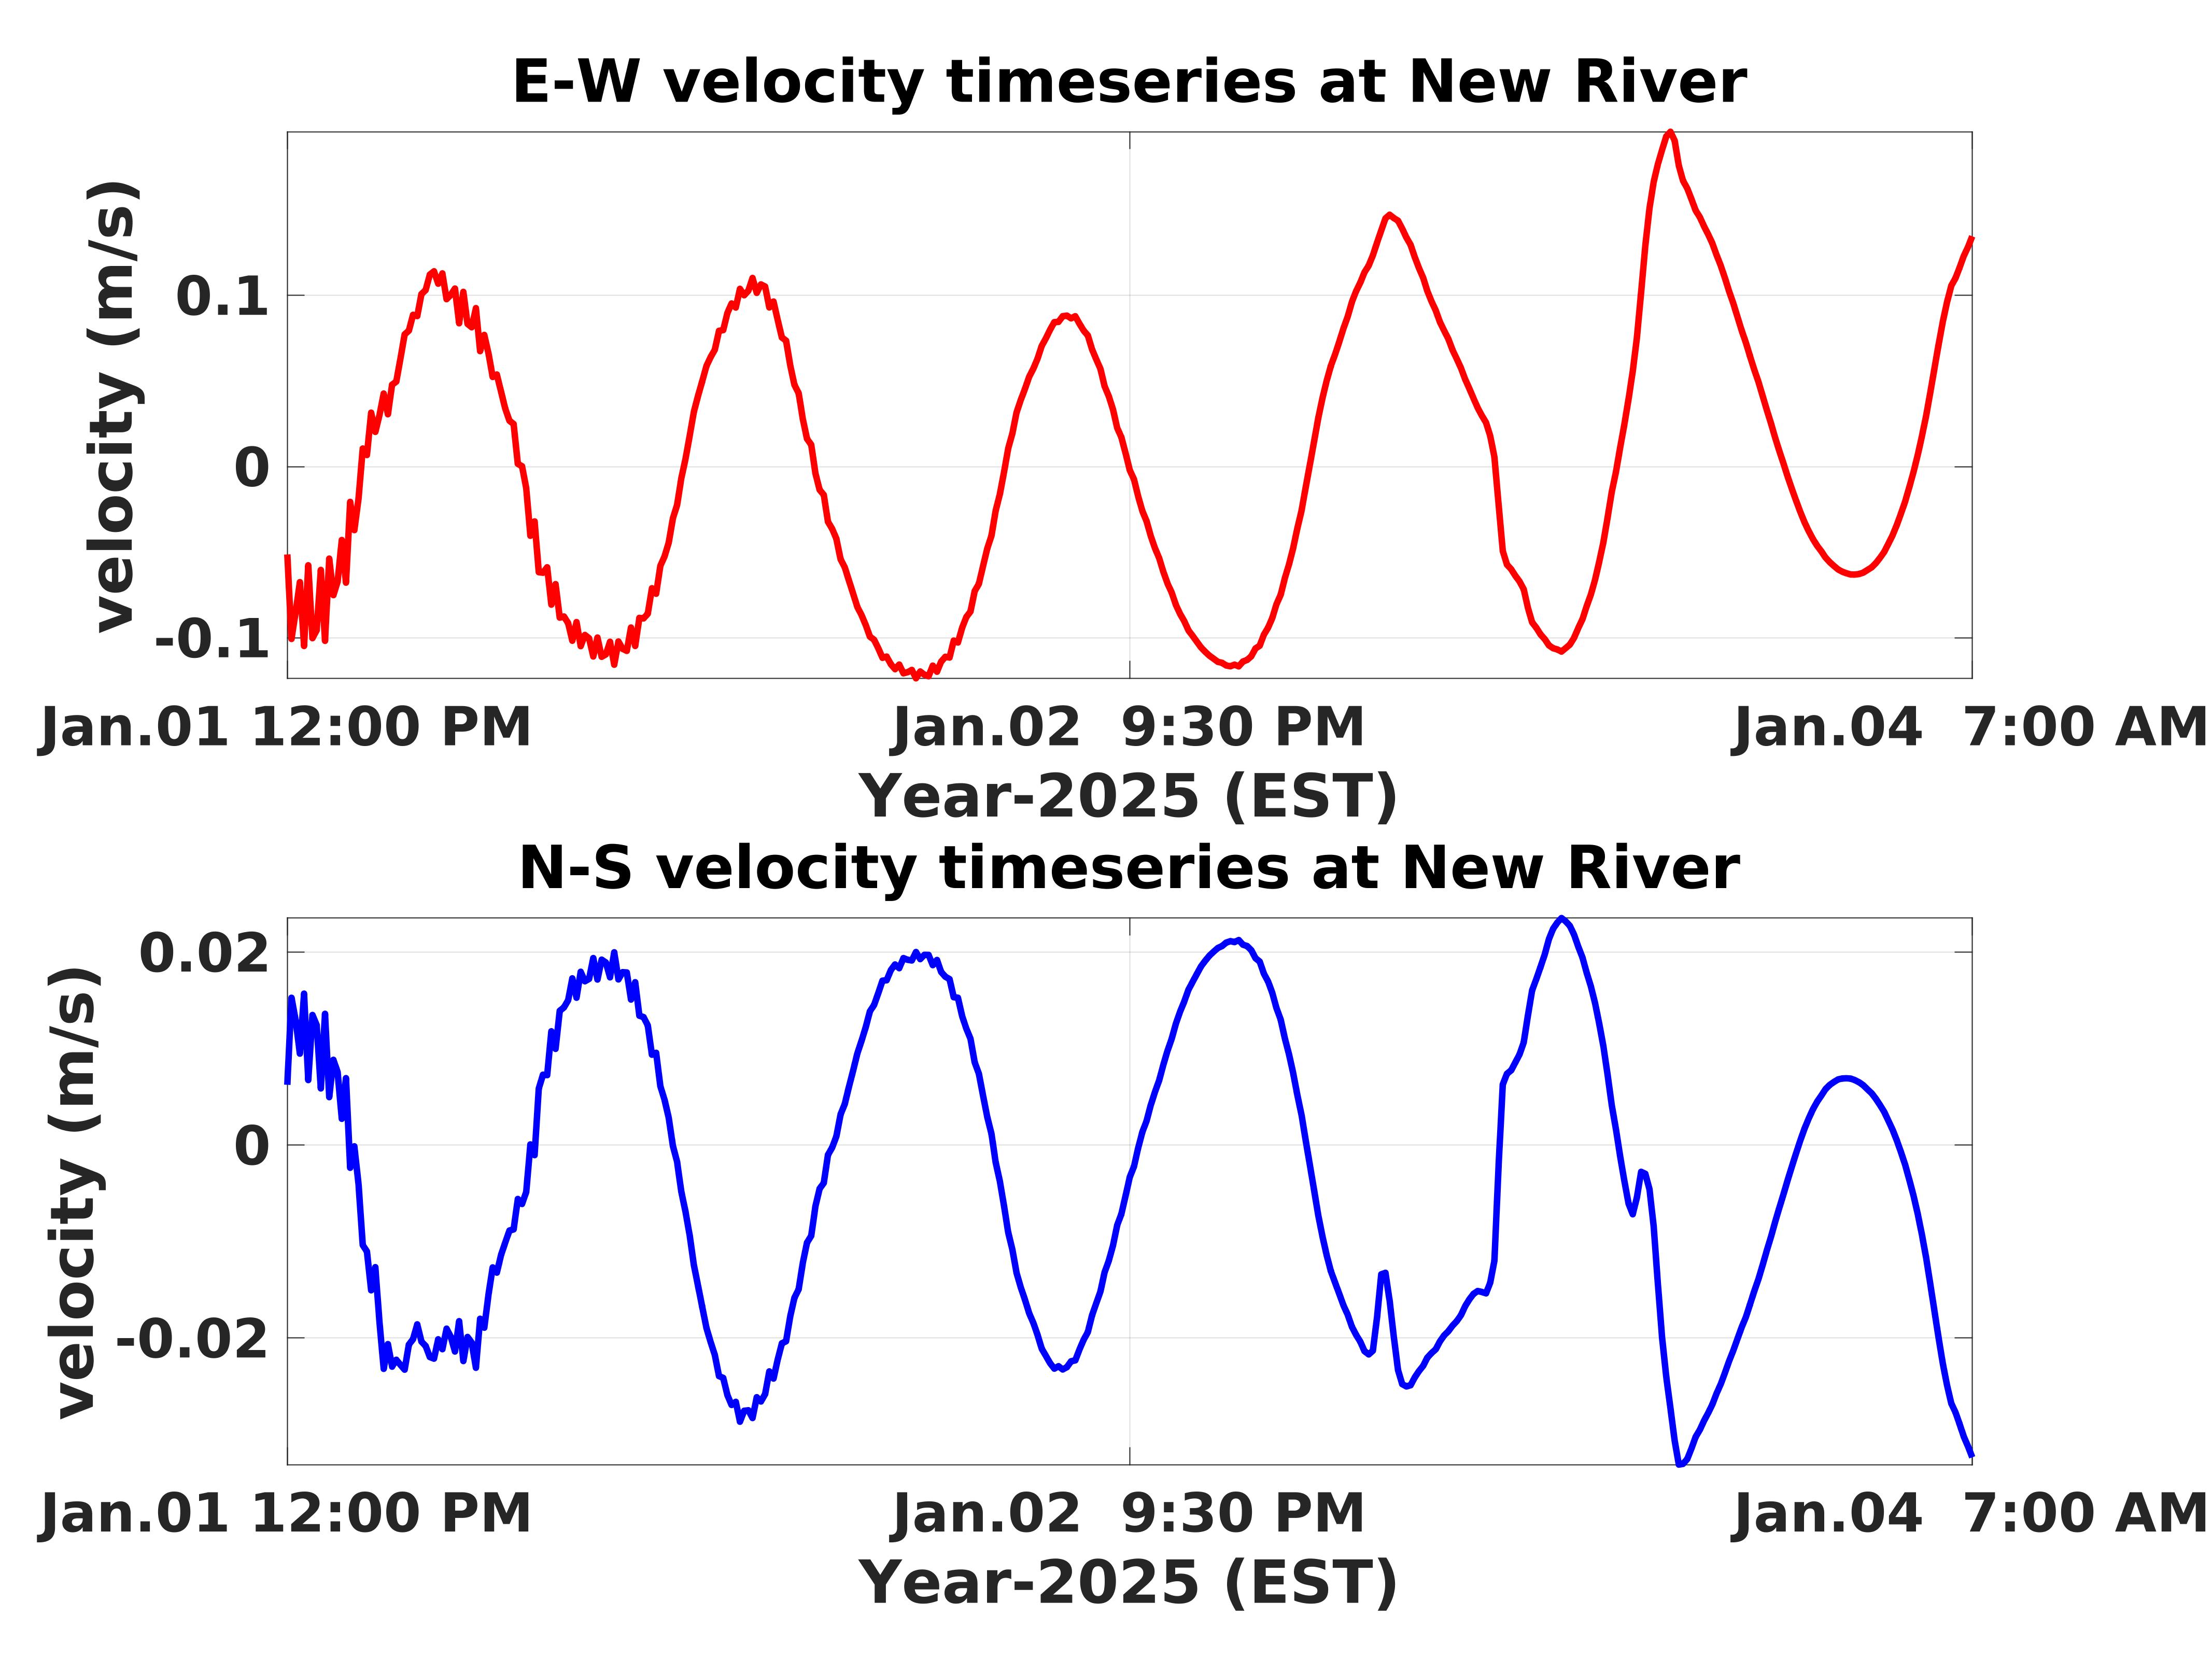 E-W velocity timeseries at New River
velocity (m/s)
0.1
0
-0.1
Jan.01 12:00 PM Jan.02  9:30 PM Jan.04  7:00 AM
Year-2025 (EST)
N-S velocity timeseries at New River
velocity (m/s)
0.02
0
-0.02
Jan.01 12:00 PM Jan.02  9:30 PM Jan.04  7:00 AM
Year-2025 (EST)